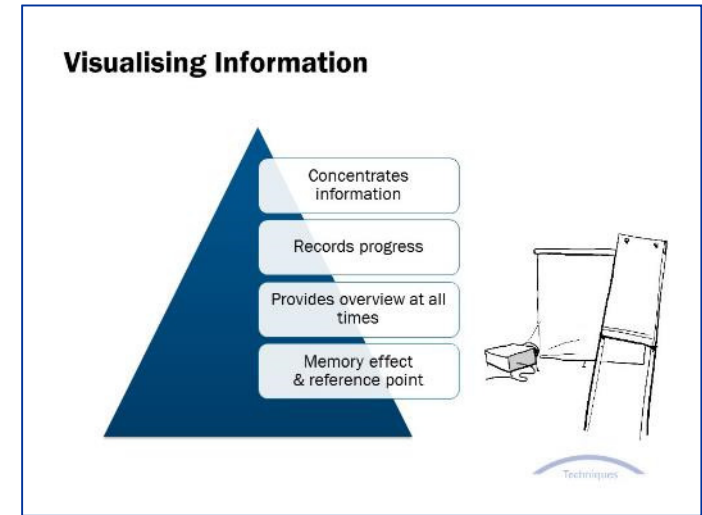 Visualising Information
Concentrates
information
Records progress
Provides overview at all
times
Memory effect
& reference point
Techniques